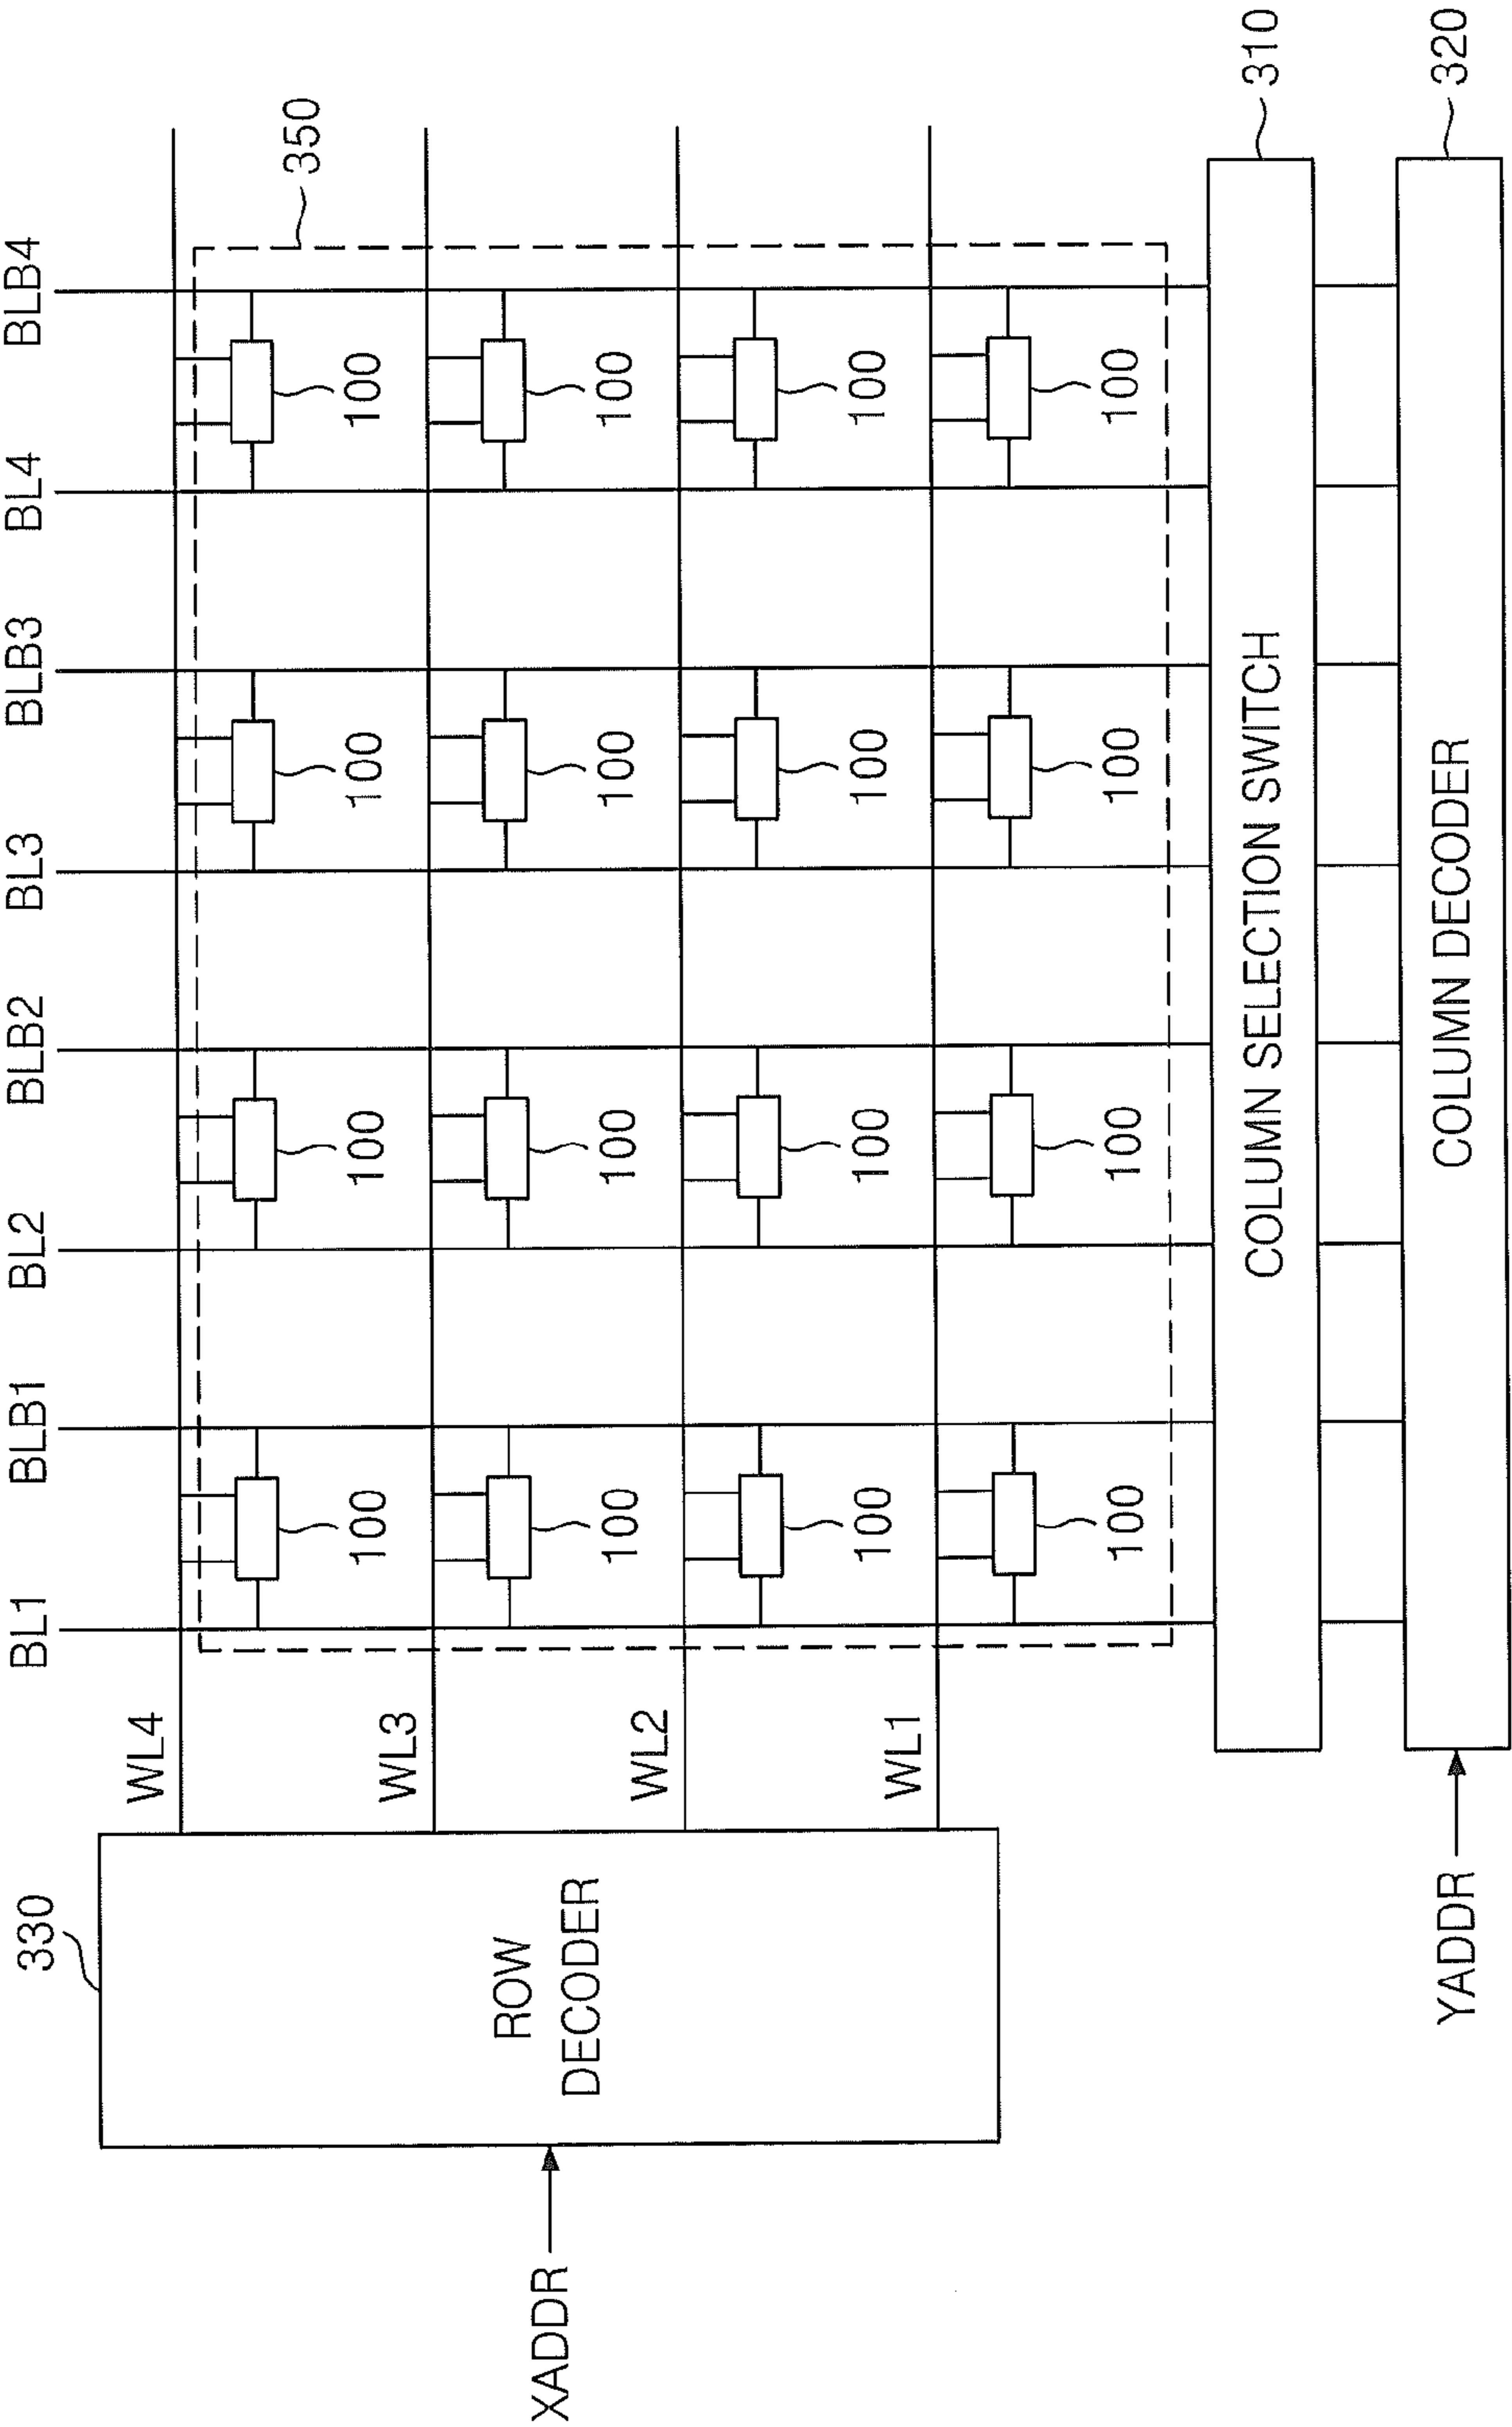 330
BL1
BLB1
BL2
BLB2
BL3
BLB3
BL4
BLB4
WL4
350
100
100
100
100
WL3
XADDR
ROW
DECODER
100
100
100
100
WL2
100
100
100
100
WL1
100
100
100
100
COLUMN SELECTION SWITCH
310
YADDR
COLUMN DECODER
320